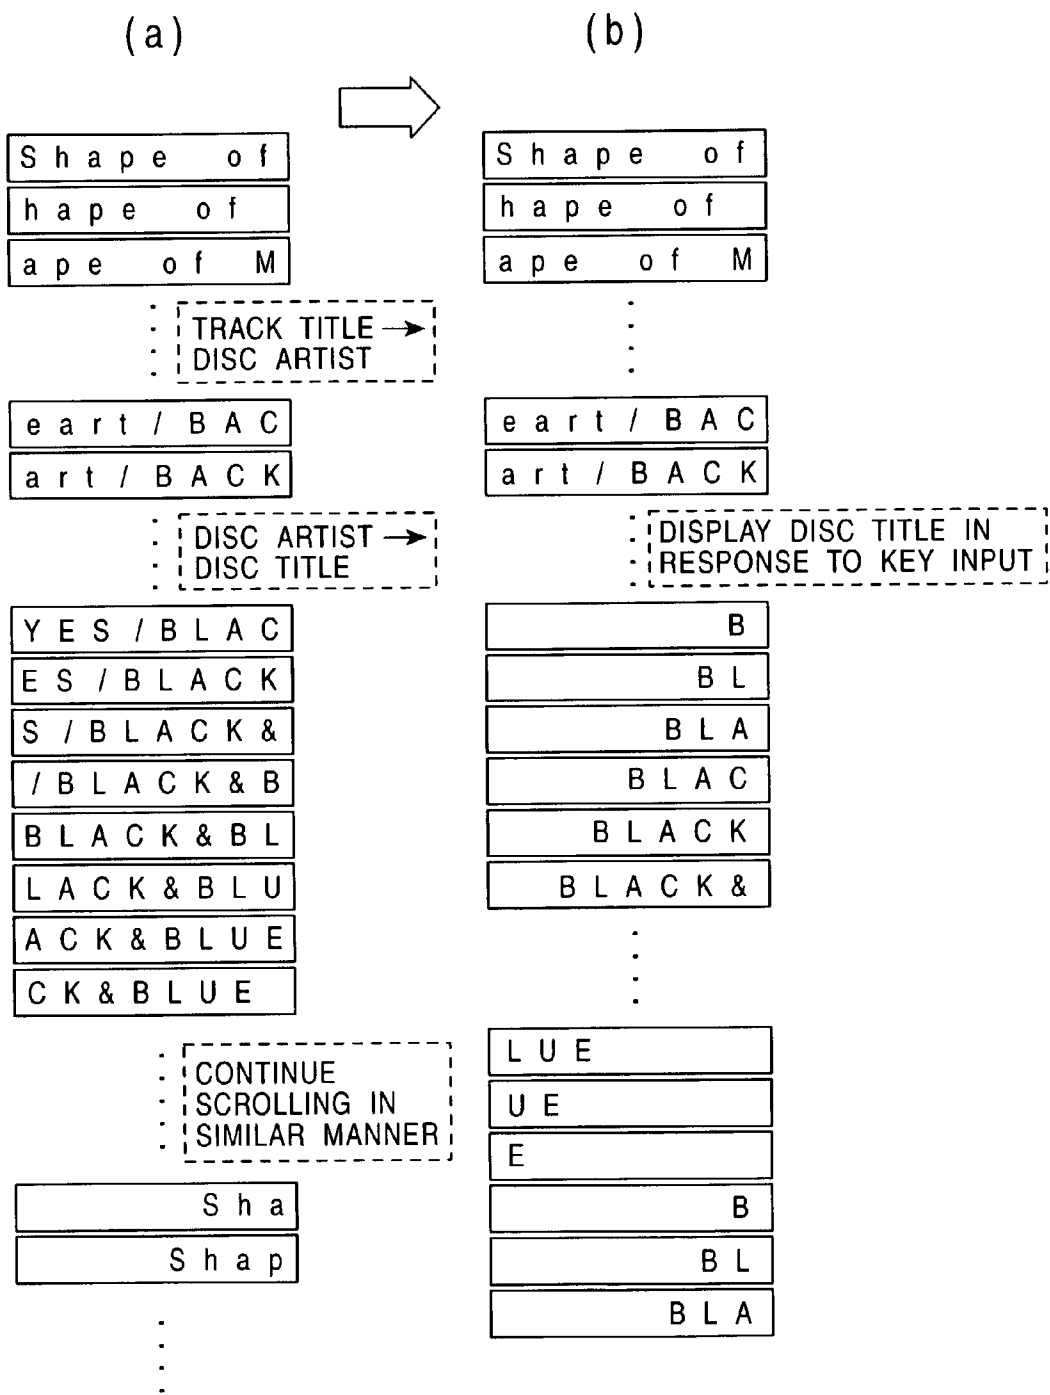 (a)
Shape of
hape of
ape of M
TRACK TITLE →
DISC ARTIST
eart/BAC
art/BACK
DISC ARTIST →
DISC TITLE
YES/BLAC
ES/BLACK
S/BLACK&
/BLACK&B
BLACK&BL
LACK&BLU
ACK&BLUE
CK&BLUE
CONTINUE
SCROLLING IN
SIMILAR MANNER
Sha
Shap
(b)
Shape of
hape of
ape of M
eart/BAC
art/BACK
DISPLAY DISC TITLE IN
RESPONSE TO KEY INPUT
B
BL
BLA
BLAC
BLACK
BLACK&
LUE
UE
E
B
BL
BLA